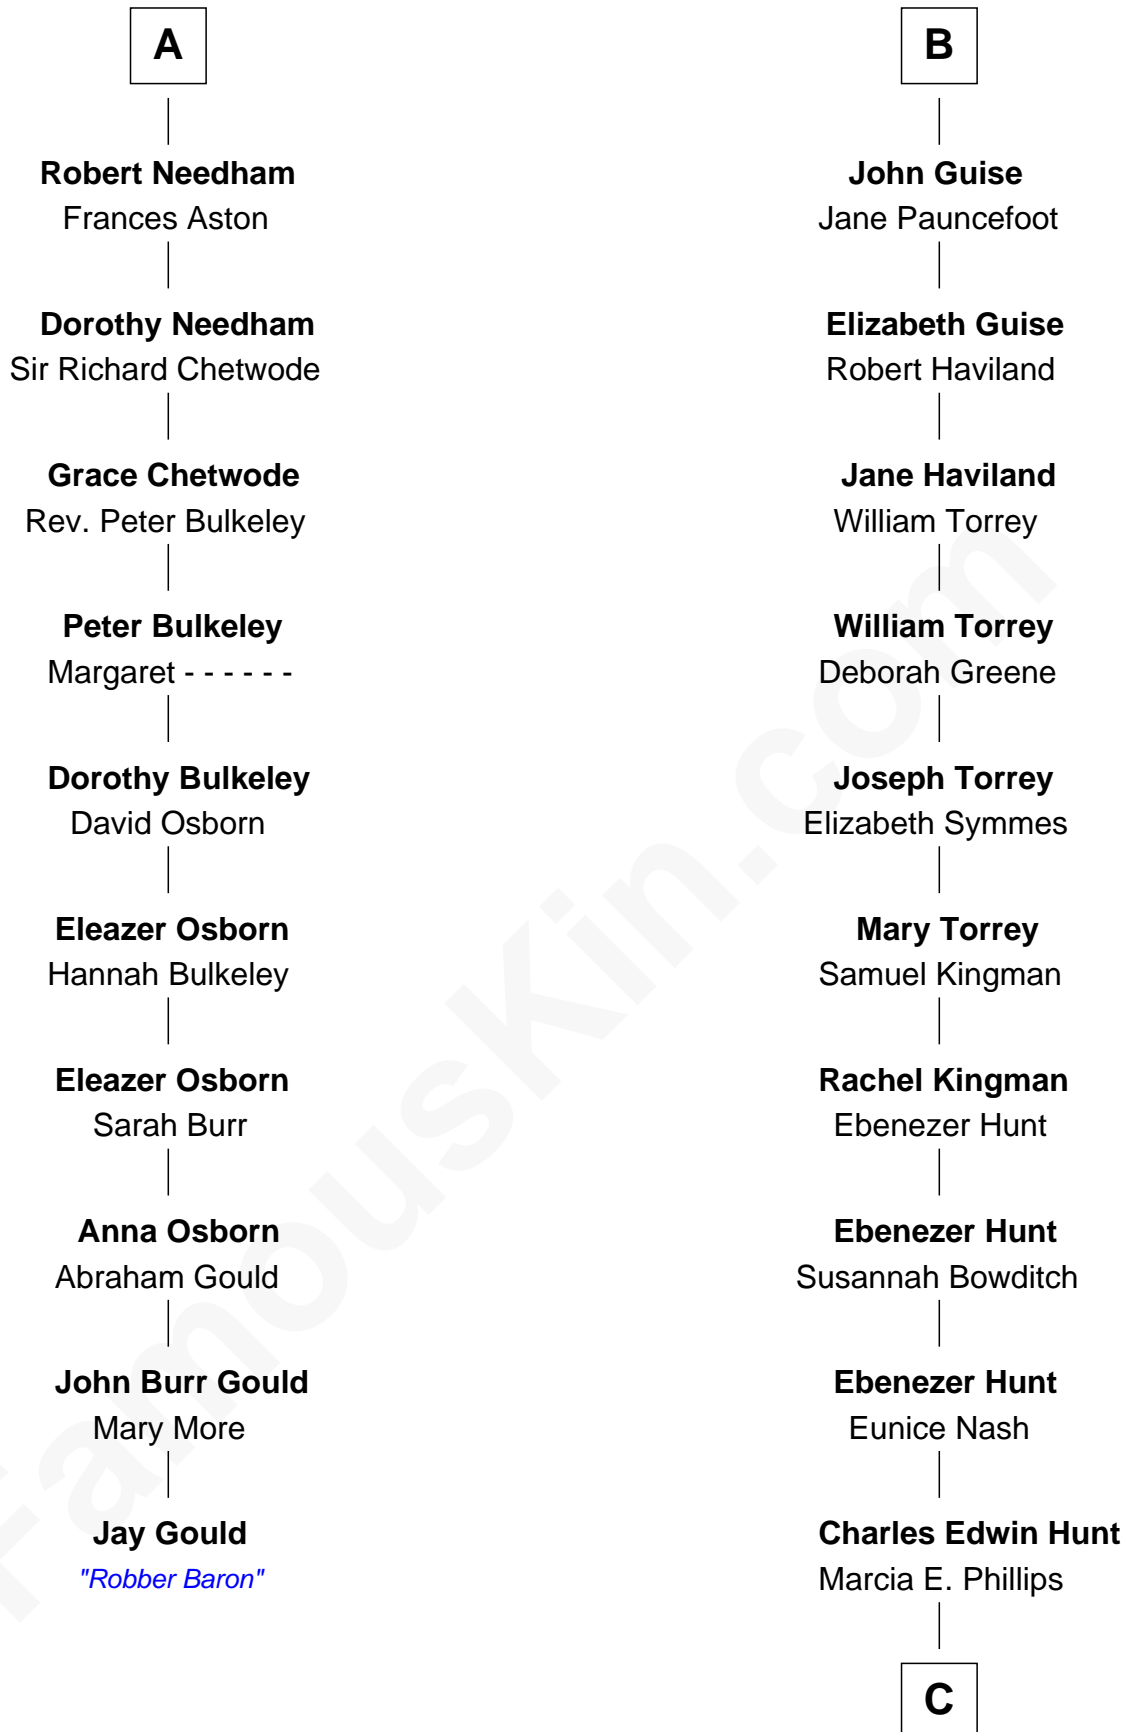 A
Robert Needham
Frances Aston
Dorothy Needham
Sir Richard Chetwode
Grace Chetwode
Rev. Peter Bulkeley
Peter Bulkeley
Margaret - - - - - -
Dorothy Bulkeley
David Osborn
Eleazer Osborn
Hannah Bulkeley
Eleazer Osborn
Sarah Burr
Anna Osborn
Abraham Gould
John Burr Gould
Mary More
Jay Gould
"Robber Baron"
B
John Guise
Jane Pauncefoot
Elizabeth Guise
Robert Haviland
Jane Haviland
William Torrey
William Torrey
Deborah Greene
Joseph Torrey
Elizabeth Symmes
Mary Torrey
Samuel Kingman
Rachel Kingman
Ebenezer Hunt
Ebenezer Hunt
Susannah Bowditch
Ebenezer Hunt
Eunice Nash
Charles Edwin Hunt
Marcia E. Phillips
C
FamousKin.com